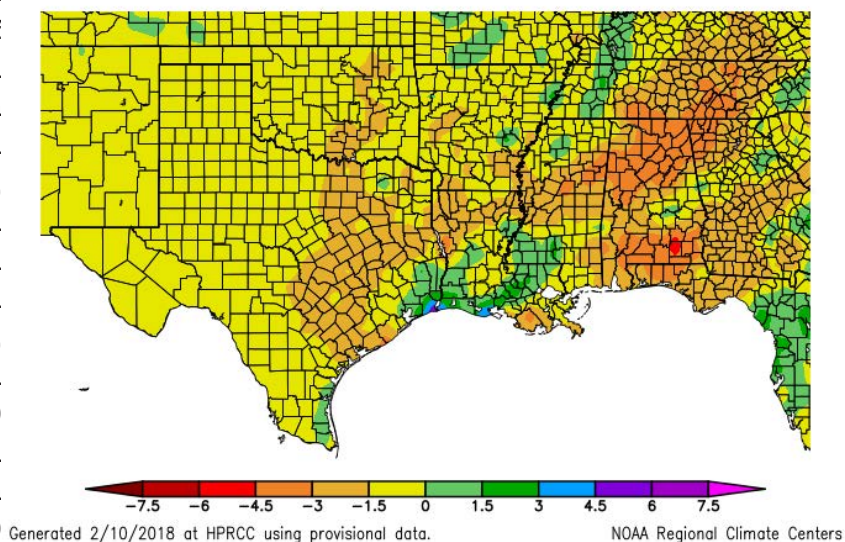 -7.5 -6 -4.5 -3 -1.5 0 1.5 3 4.5 6 7.5
Generated 2/10/2018 at HPRCC using provisional data. NOAA Regional Climate Centers